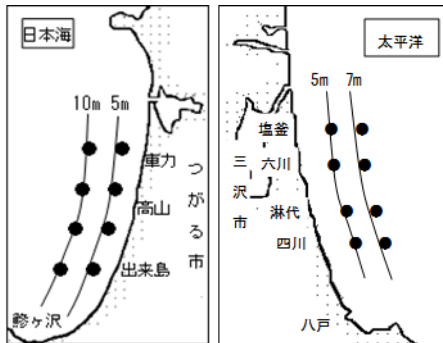 日本海
10m 5m
車力
高山
出来島
つがる市
鰺ヶ沢
太平洋
5m 7m
塩釜
六川
淋代
四川
三沢市
八戸